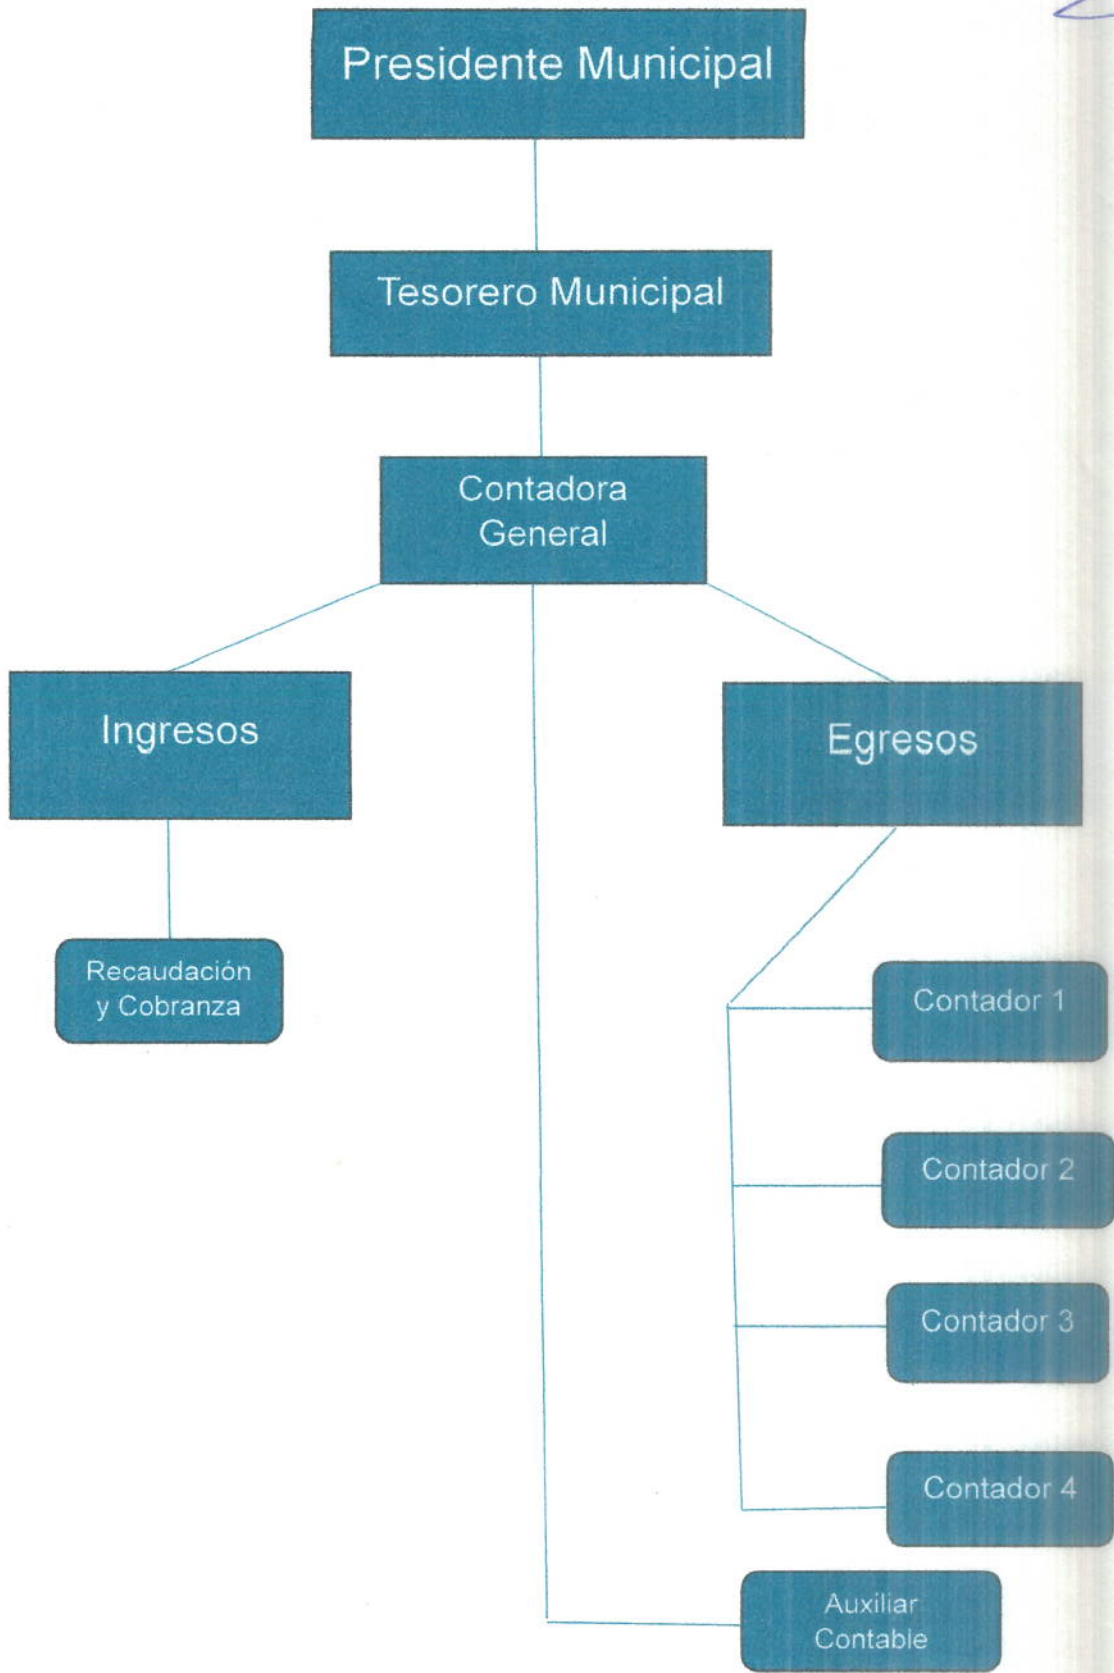 Presidente Municipal
Tesorero Municipal
Contadora
General
Ingresos
Egresos
Recaudación
y Cobranza
Contador 1
Contador 2
Contador 3
Contador 4
Auxiliar
Contable